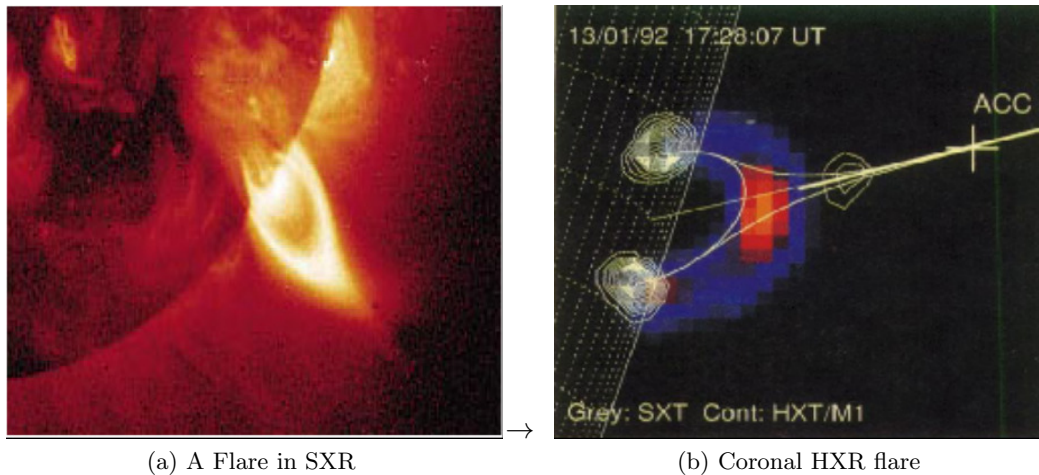 13/01/92 17:28:07 UT
ACC
Grey: SXT Cont: HXT/M1
→
(a) A Flare in SXR
(b) Coronal HXR flare